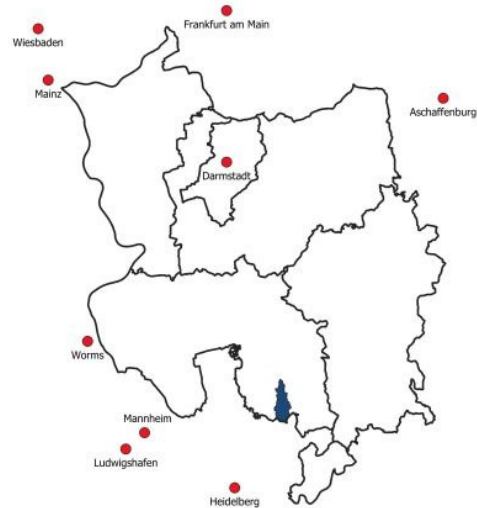 Frankfurt am Main
Wiesbaden
Mainz
Aschaffenburg
Darmstadt
Worms
Mannheim
Ludwigshafen
Heidelberg